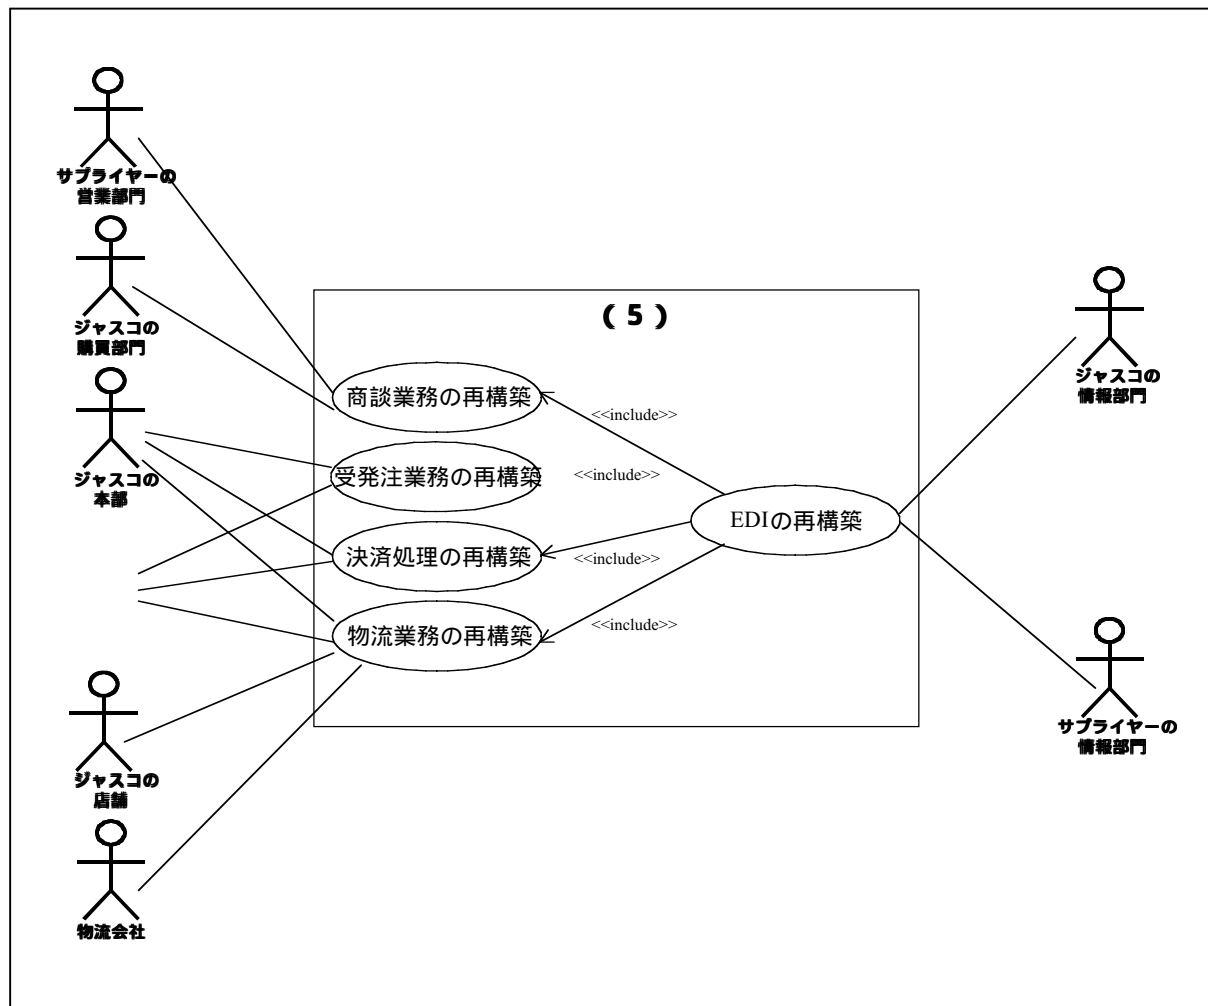 サプライヤーの
営業部門
ジャスコの
購買部門
ジャスコの
本部
ジャスコの
店舗
物流会社
( 5 )
商談業務の再構築
受発注業務の再構築
決済処理の再構築
物流業務の再構築
<<include>>
<<include>>
<<include>>
<<include>>
EDIの再構築
ジャスコの
情報部門
サプライヤーの
情報部門